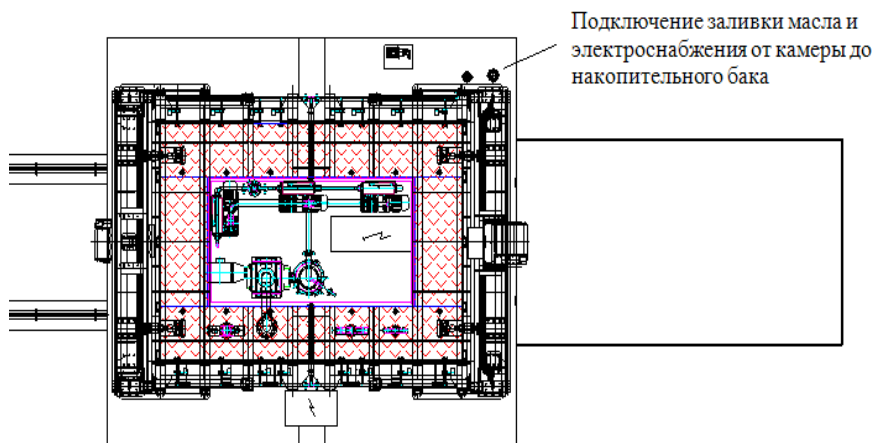 Подключение заливки масла и
электроснабжения от камеры до
накопительного бака